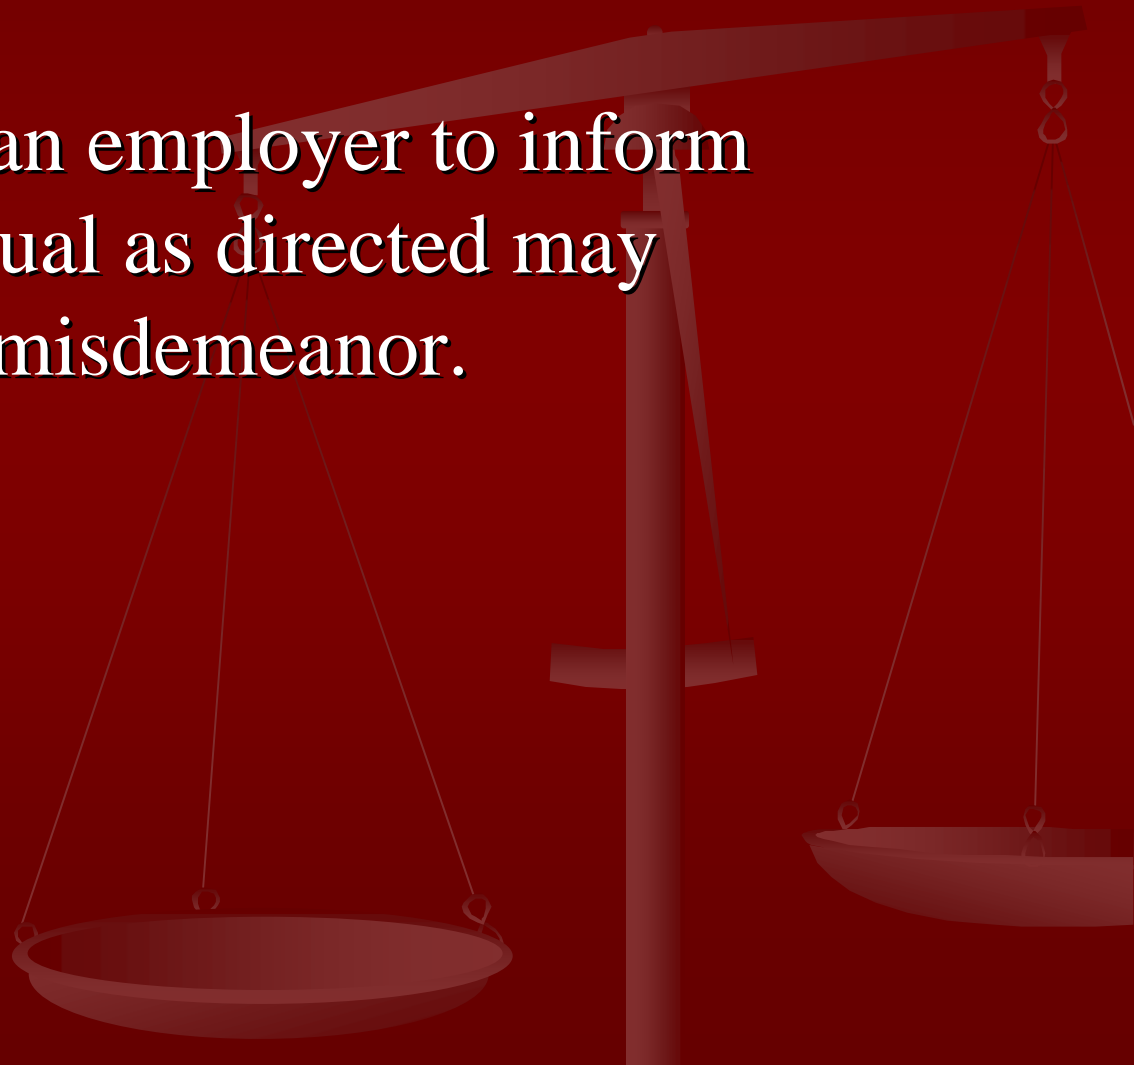 an employer to inform
ual as directed may
misdemeanor.